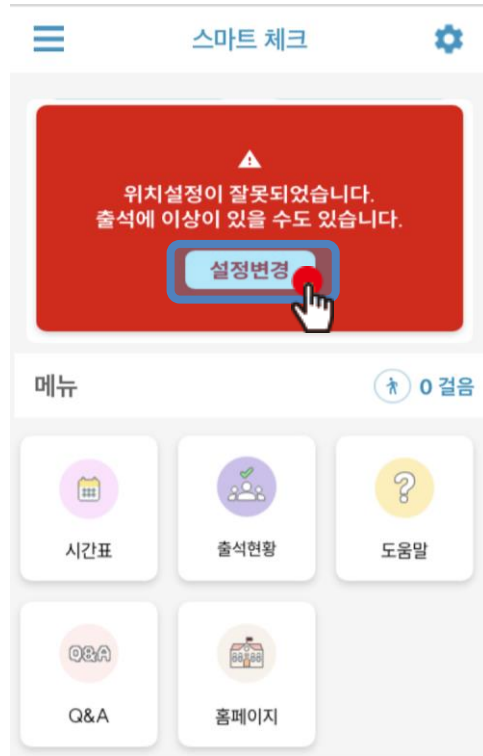 스마트 체크
위치설정이 잘못되었습니다.
출석에 이상이 있을 수도 있습니다.
설정변경
메뉴
0 걸음
시간표
출석현황
도움말
Q&A
Q&A
홈페이지